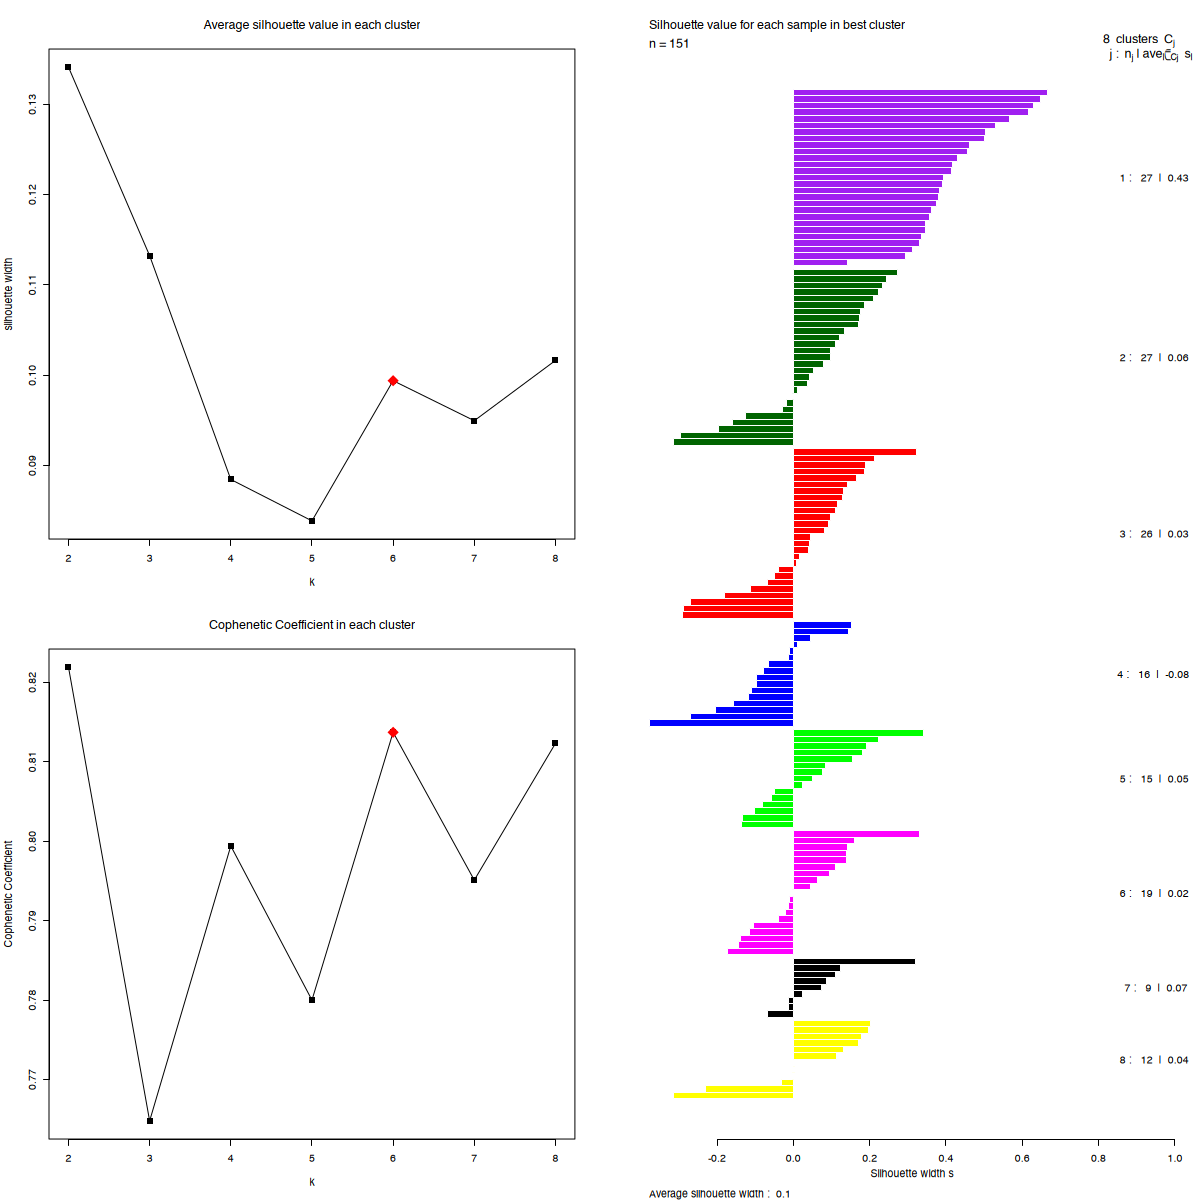 Average silhouette value in each cluster
0.13
0.12
0.11
0.10
0.09
silhouette width
2 3 4 5 6 7 8
k
Cophenetic Coefficient in each cluster
0.82
0.81
0.80
0.79
0.78
0.77
Cophenetic Coefficient
2 3 4 5 6 7 8
k
Silhouette value for each sample in best cluster
n = 151
8 clusters Cj
j : nj | avei∈Cj si
1 : 27 | 0.43
2 : 27 | 0.06
3 : 26 | 0.03
4 : 16 | -0.08
5 : 15 | 0.05
6 : 19 | 0.02
7 : 9 | 0.07
8 : 12 | 0.04
-0.2 0.0 0.2 0.4 0.6 0.8 1.0
Silhouette width s
Average silhouette width : 0.1